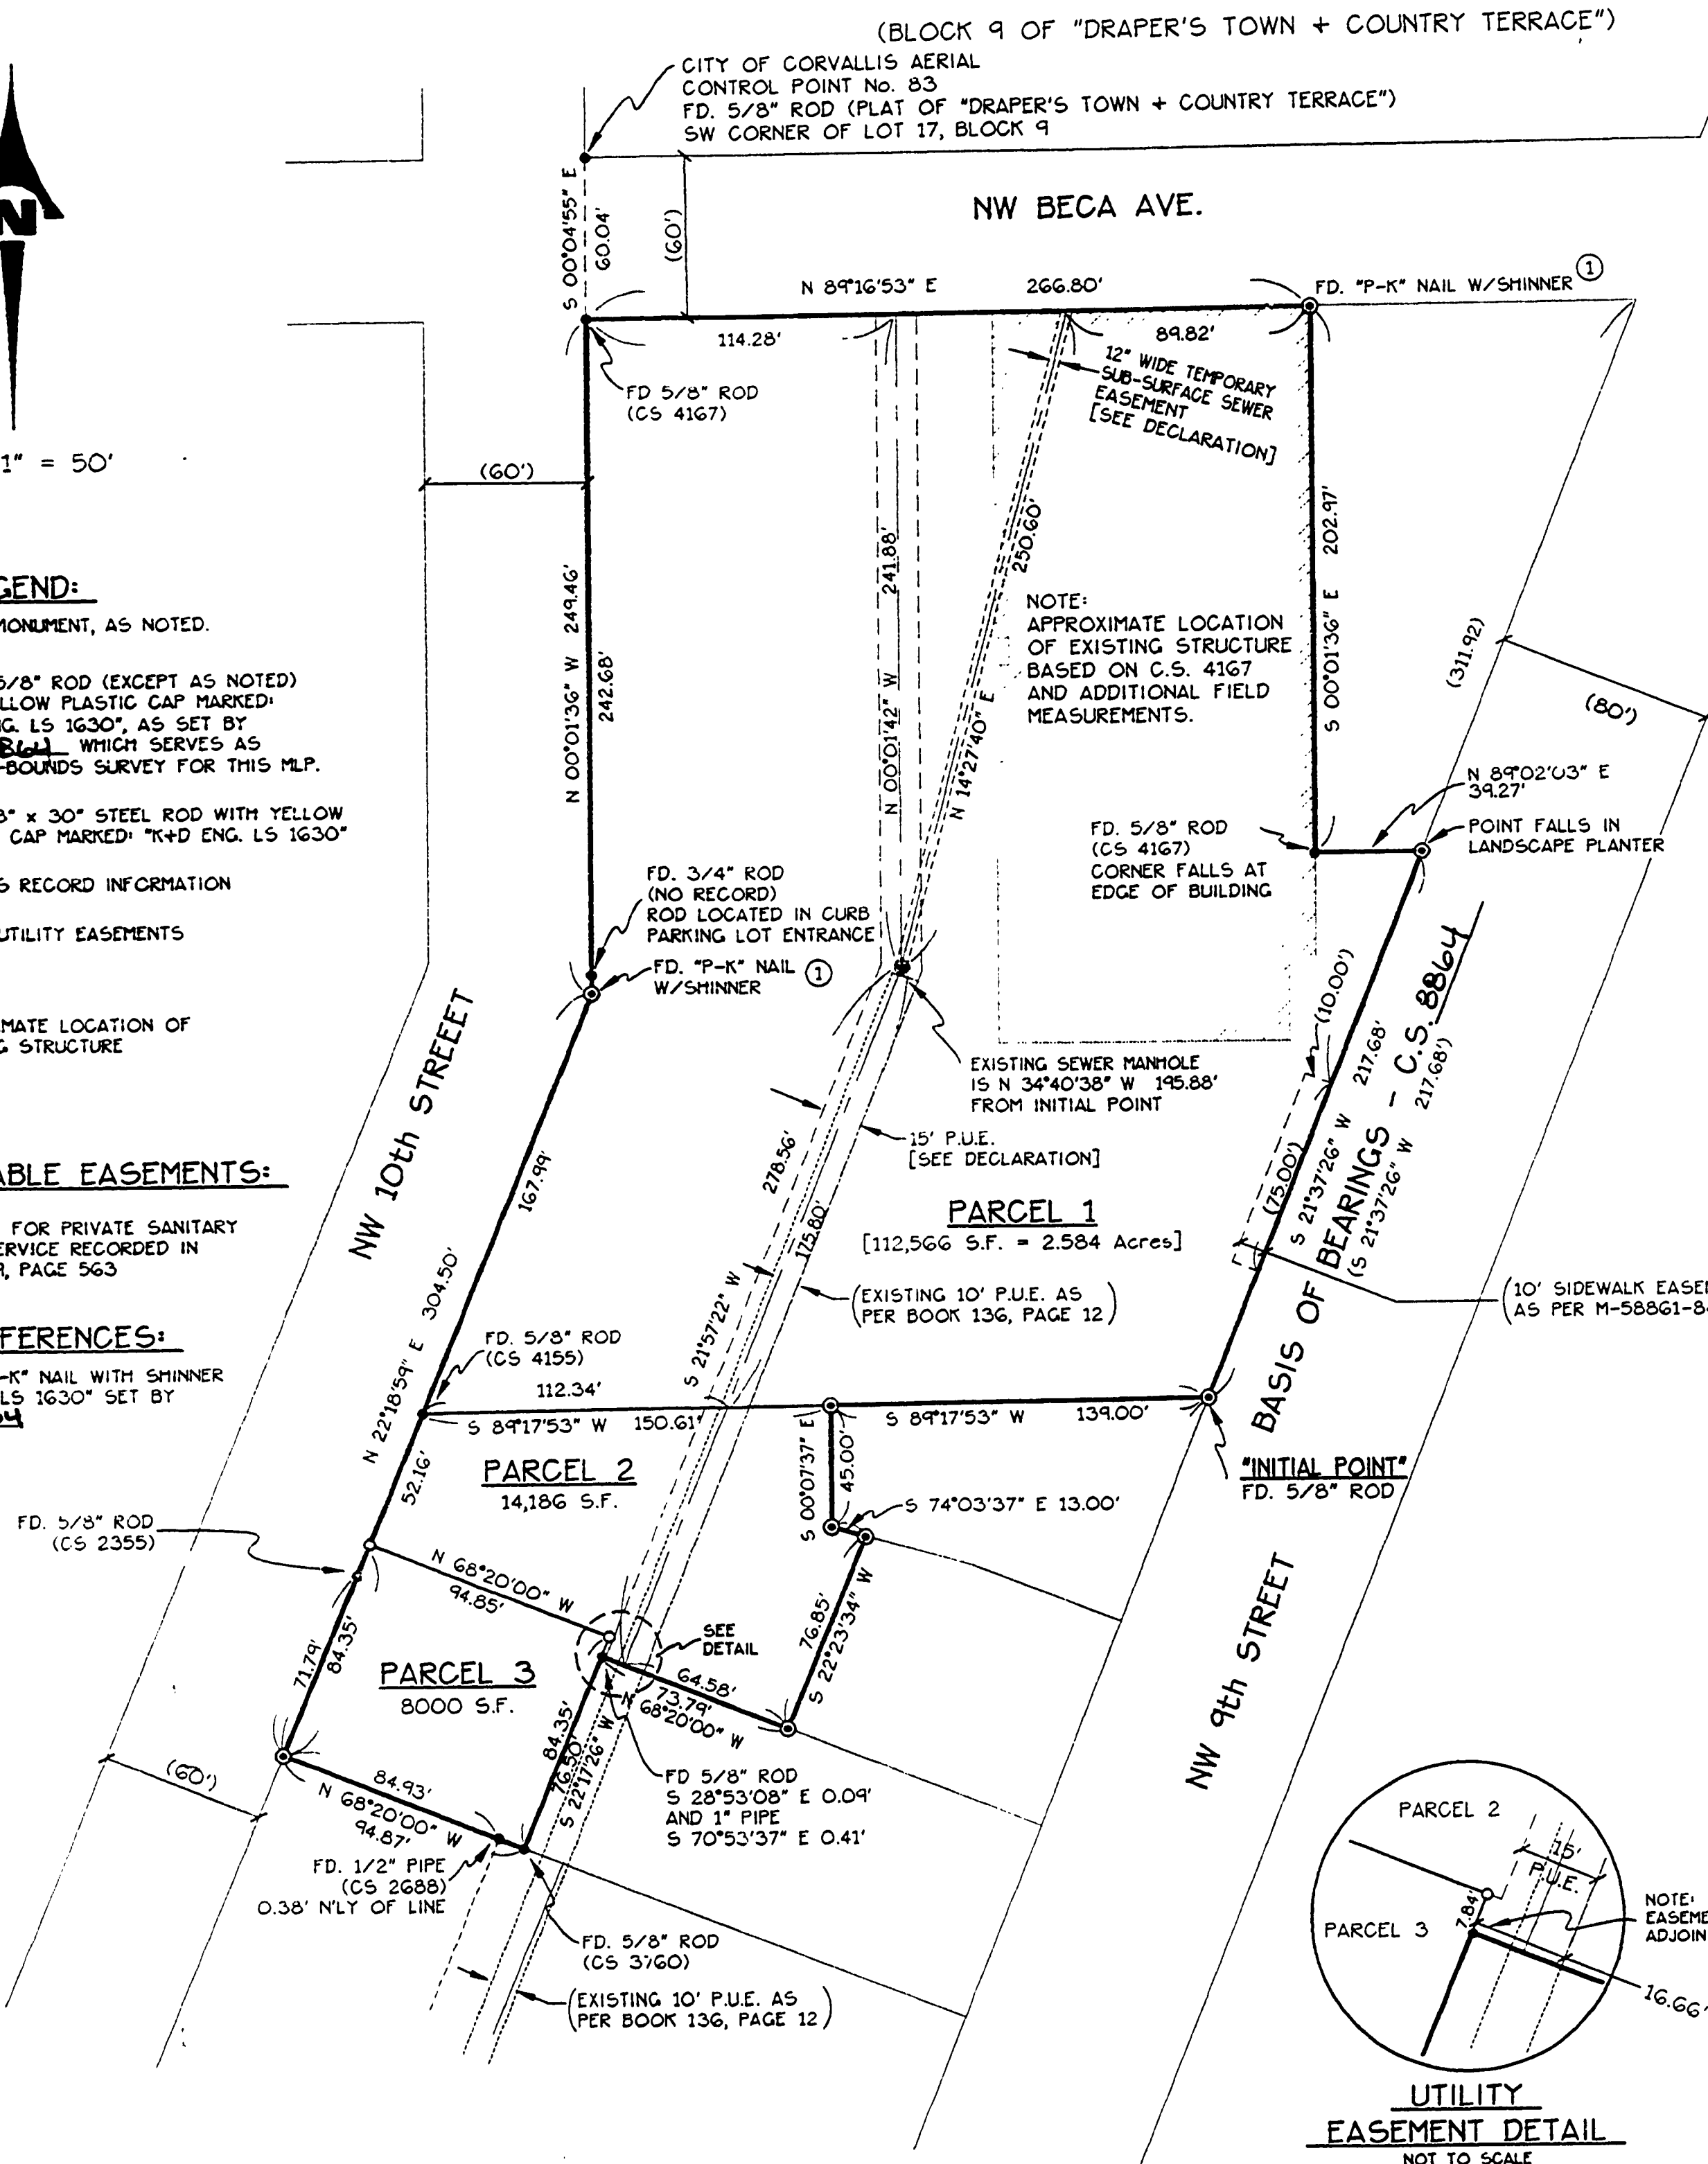 (BLOCK 9 OF "DRAPER'S TOWN + COUNTRY TERRACE")
CITY OF CORVALLIS AERIAL
CONTROL POINT No. 83
FD. 5/8" ROD (PLAT OF "DRAPER'S TOWN + COUNTRY TERRACE")
SW CORNER OF LOT 17, BLOCK 9
N
1" = 50'
S 00°04'55" E
60.04'
(60')
NW BECA AVE.
N 89°16'53" E
266.80'
FD. "P-K" NAIL W/SHINNER
1
114.28'
89.82'
FD 5/8" ROD
(CS 4167)
12" WIDE TEMPORARY
SUB-SURFACE SEWER
EASEMENT
[SEE DECLARATION]
(60')
N 00°01'36" W 249.46'
242.68'
N 00°01'42" W 241.88'
N 14°27'40" E 250.60'
S 00°01'36" E 202.97'
NOTE:
APPROXIMATE LOCATION
OF EXISTING STRUCTURE
BASED ON C.S. 4167
AND ADDITIONAL FIELD
MEASUREMENTS.
(311.92)
(80')
N 89°02'03" E
39.27'
POINT FALLS IN
LANDSCAPE PLANTER
FD. 5/8" ROD
(CS 4167)
CORNER FALLS AT
EDGE OF BUILDING
GEND:
MONUMENT, AS NOTED.
5/8" ROD (EXCEPT AS NOTED)
LLOW PLASTIC CAP MARKED:
G. LS 1630", AS SET BY
864 WHICH SERVES AS
-BOUNDS SURVEY FOR THIS MLP.
8" x 30" STEEL ROD WITH YELLOW
CAP MARKED: "K+D ENG. LS 1630"
S RECORD INFORMATION
UTILITY EASEMENTS
MATE LOCATION OF
G STRUCTURE
FD. 3/4" ROD
(NO RECORD)
ROD LOCATED IN CURB
PARKING LOT ENTRANCE
FD. "P-K" NAIL
W/SHINNER
1
NW 10th STREEET
EXISTING SEWER MANHOLE
IS N 34°40'38" W 195.88'
FROM INITIAL POINT
15' P.U.E.
[SEE DECLARATION]
(10.00')
(75.00')
S 21°37'26" W 217.68'
BASIS OF BEARINGS - C.S. 8864
(S 21°37'26" W 217.68')
167.99'
278.56'
175.80'
S 21°57'22" W
PARCEL 1
[112,566 S.F. = 2.584 Acres]
(EXISTING 10' P.U.E. AS
PER BOOK 136, PAGE 12)
(10' SIDEWALK EASE
AS PER M-58861-8
ABLE EASEMENTS:
FOR PRIVATE SANITARY
ERVICE RECORDED IN
, PAGE 563
FERENCES:
-K" NAIL WITH SHINNER
LS 1630" SET BY
N 22°18'59" E 304.50'
FD. 5/8" ROD
(CS 4155)
112.34'
S 89°17'53" W 150.61'
S 89°17'53" W 139.00'
"INITIAL POINT"
FD. 5/8" ROD
52.16'
PARCEL 2
14,186 S.F.
S 00°07'37" E
45.00'
S 74°03'37" E 13.00'
FD. 5/8" ROD
(CS 2355)
N 68°20'00" W
94.85'
76.85'
S 22°23'34" W
SEE
DETAIL
71.79'
84.35'
PARCEL 3
8000 S.F.
64.58'
73.79'
N 68°20'00" W
84.35'
76.50'
S 22°17'26" W
NW 9th STREET
FD 5/8" ROD
S 28°53'08" E 0.09'
AND 1" PIPE
S 70°53'37" E 0.41'
(60')
84.93'
N 68°20'00" W
94.87'
FD. 1/2" PIPE
(CS 2688)
0.38' N'LY OF LINE
FD. 5/8" ROD
(CS 3760)
(EXISTING 10' P.U.E. AS
PER BOOK 136, PAGE 12)
PARCEL 2
15'
P.U.E.
7.84'
PARCEL 3
NOTE:
EASEME
ADJOIN
16.66'
UTILITY
EASEMENT DETAIL
NOT TO SCALE